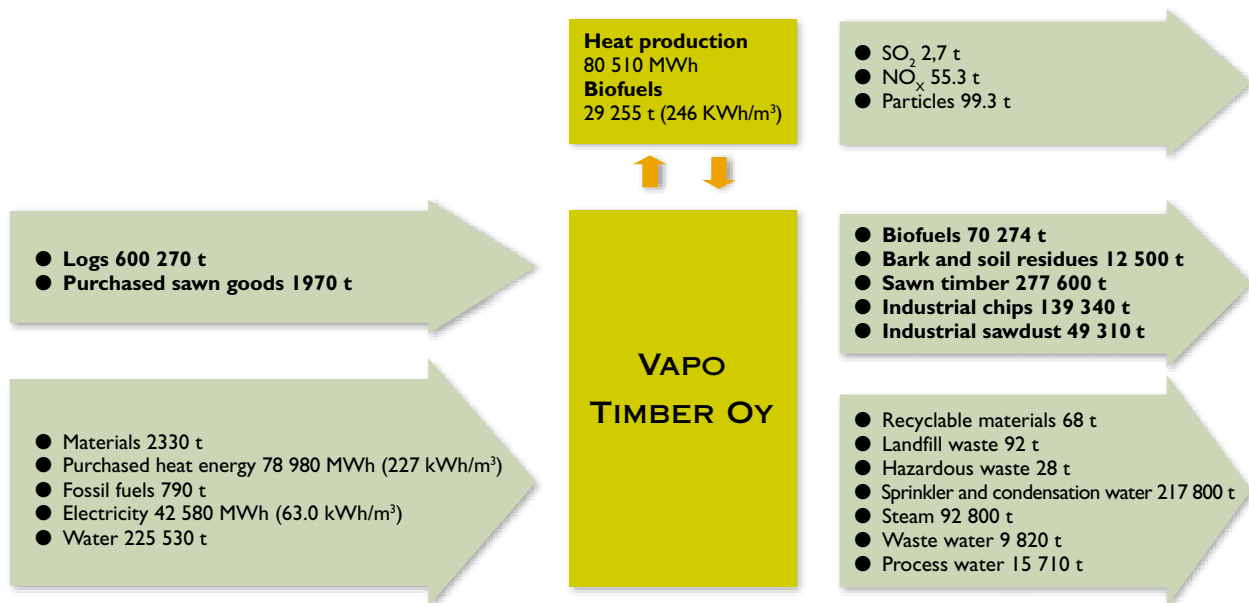 Heat production
80 510 MWh
Biofuels
29 255 t (246 KWh/m³)
● SO₂ 2,7 t
● NOₓ 55.3 t
● Particles 99.3 t
● Logs 600 270 t
● Purchased sawn goods 1970 t
● Materials 2330 t
● Purchased heat energy 78 980 MWh (227 kWh/m³)
● Fossil fuels 790 t
● Electricity 42 580 MWh (63.0 kWh/m³)
● Water 225 530 t
VAPO
TIMBER OY
● Biofuels 70 274 t
● Bark and soil residues 12 500 t
● Sawn timber 277 600 t
● Industrial chips 139 340 t
● Industrial sawdust 49 310 t
● Recyclable materials 68 t
● Landfill waste 92 t
● Hazardous waste 28 t
● Sprinkler and condensation water 217 800 t
● Steam 92 800 t
● Waste water 9 820 t
● Process water 15 710 t